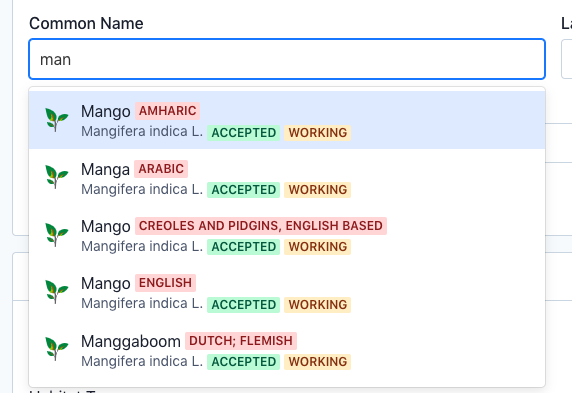 Common Name
man
Mango AMHARIC
Mangifera indica L. ACCEPTED WORKING
Manga ARABIC
Mangifera indica L. ACCEPTED WORKING
Mango CREOLES AND PIDGINS, ENGLISH BASED
Mangifera indica L. ACCEPTED WORKING
Mango ENGLISH
Mangifera indica L. ACCEPTED WORKING
Manggaboom DUTCH; FLEMISH
Mangifera indica L. ACCEPTED WORKING